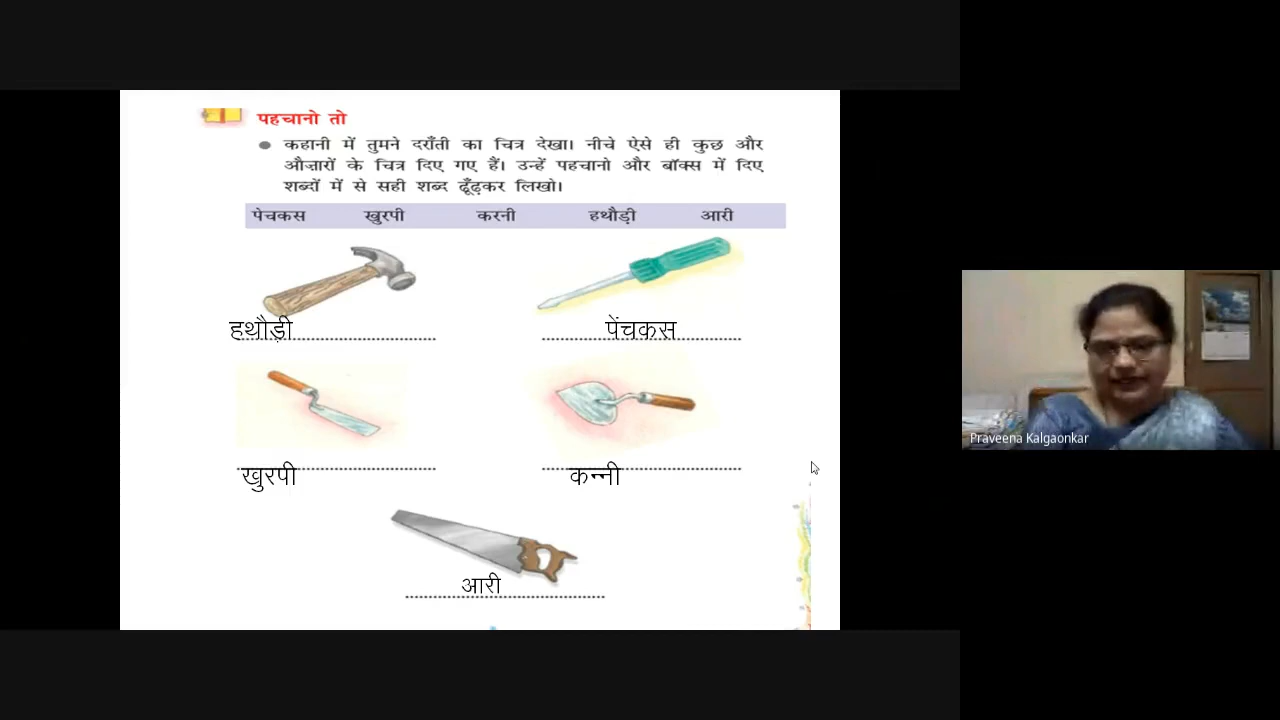 पहचानो तो
कहानी में तुमने दराँती का चित्र देखा। नीचे ऐसे ही कुछ और
औज़ारों के चित्र दिए गए हैं। उन्हें पहचानो और बॉक्स में दिए
शब्दों में से सही शब्द ढूँढ़कर लिखो।
पेचकस खुरपी करनी हथौड़ी आरी
हथौड़ी पेंचकस
खुरपी कन्नी
आरी
Praveena Kalgaonkar